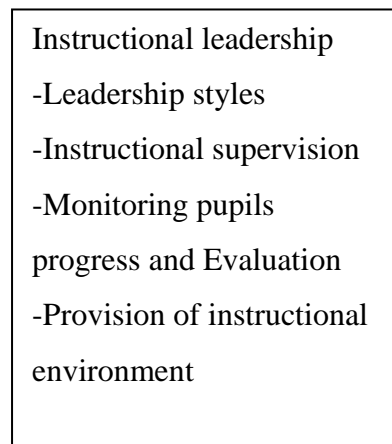 Instructional leadership
-Leadership styles
-Instructional supervision
-Monitoring pupils
progress and Evaluation
-Provision of instructional
environment